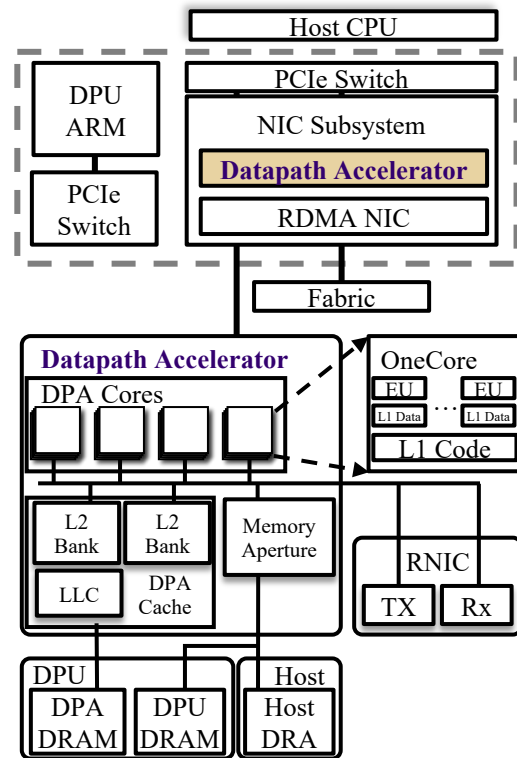 Host CPU
DPU
ARM
PCIe
Switch
PCIe Switch
NIC Subsystem
Datapath Accelerator
RDMA NIC
Fabric
Datapath Accelerator
DPA Cores
OneCore
EU
EU
L1 Data
...
L1 Data
L1 Code
L2
Bank
L2
Bank
Memory
Aperture
LLC
DPA
Cache
RNIC
TX
Rx
DPU
DPA
DRAM
DPU
DRAM
Host
Host
DRA